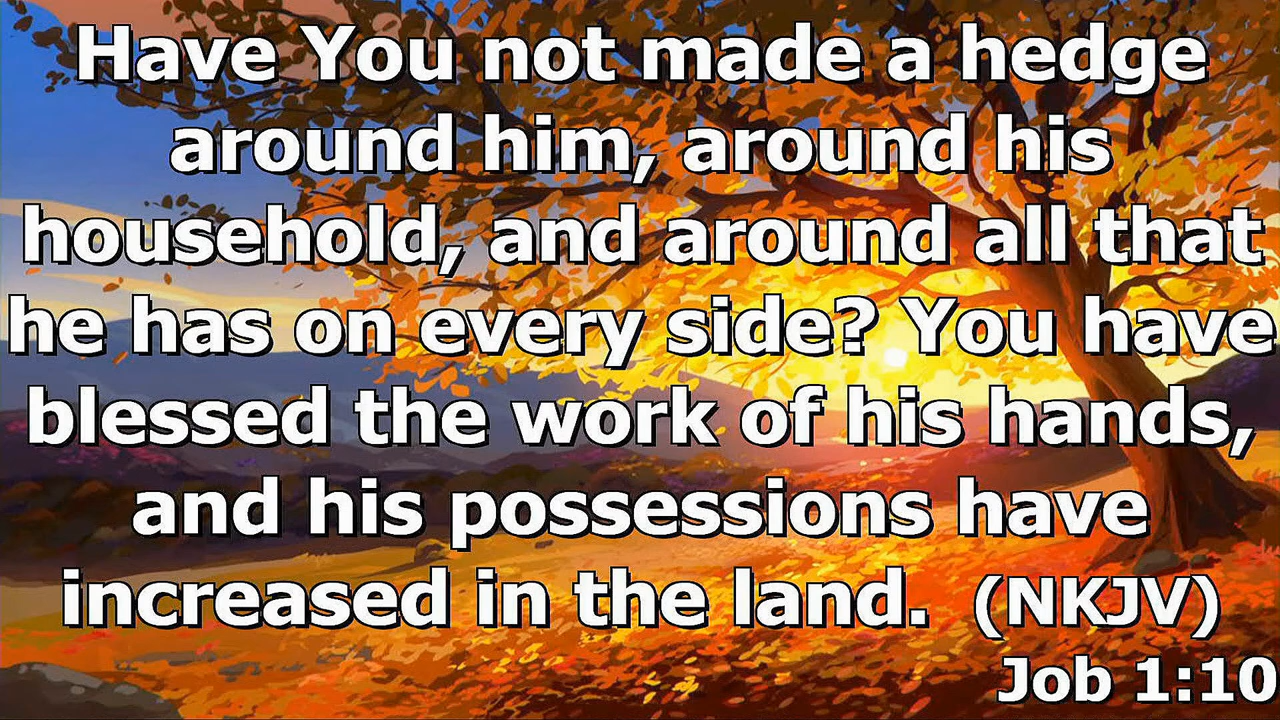 Have You not made a hedge
around him, around his
household, and around all that
he has on every side? You have
blessed the work of his hands,
and his possessions have
increased in the land. (NKJV)
Job 1:10